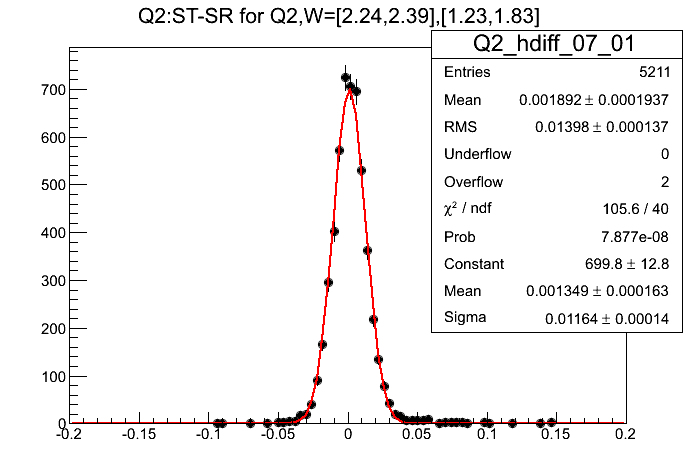 Q2:ST-SR for Q2,W=[2.24,2.39],[1.23,1.83]
Q2_hdiff_07_01
Entries 5211
Mean 0.001892 ± 0.0001937
RMS 0.01398 ± 0.000137
Underflow 0
Overflow 2
χ² / ndf 105.6 / 40
Prob 7.877e-08
Constant 699.8 ± 12.8
Mean 0.001349 ± 0.000163
Sigma 0.01164 ± 0.00014
700
600
500
400
300
200
100
0
-0.2 -0.15 -0.1 -0.05 0 0.05 0.1 0.15 0.2